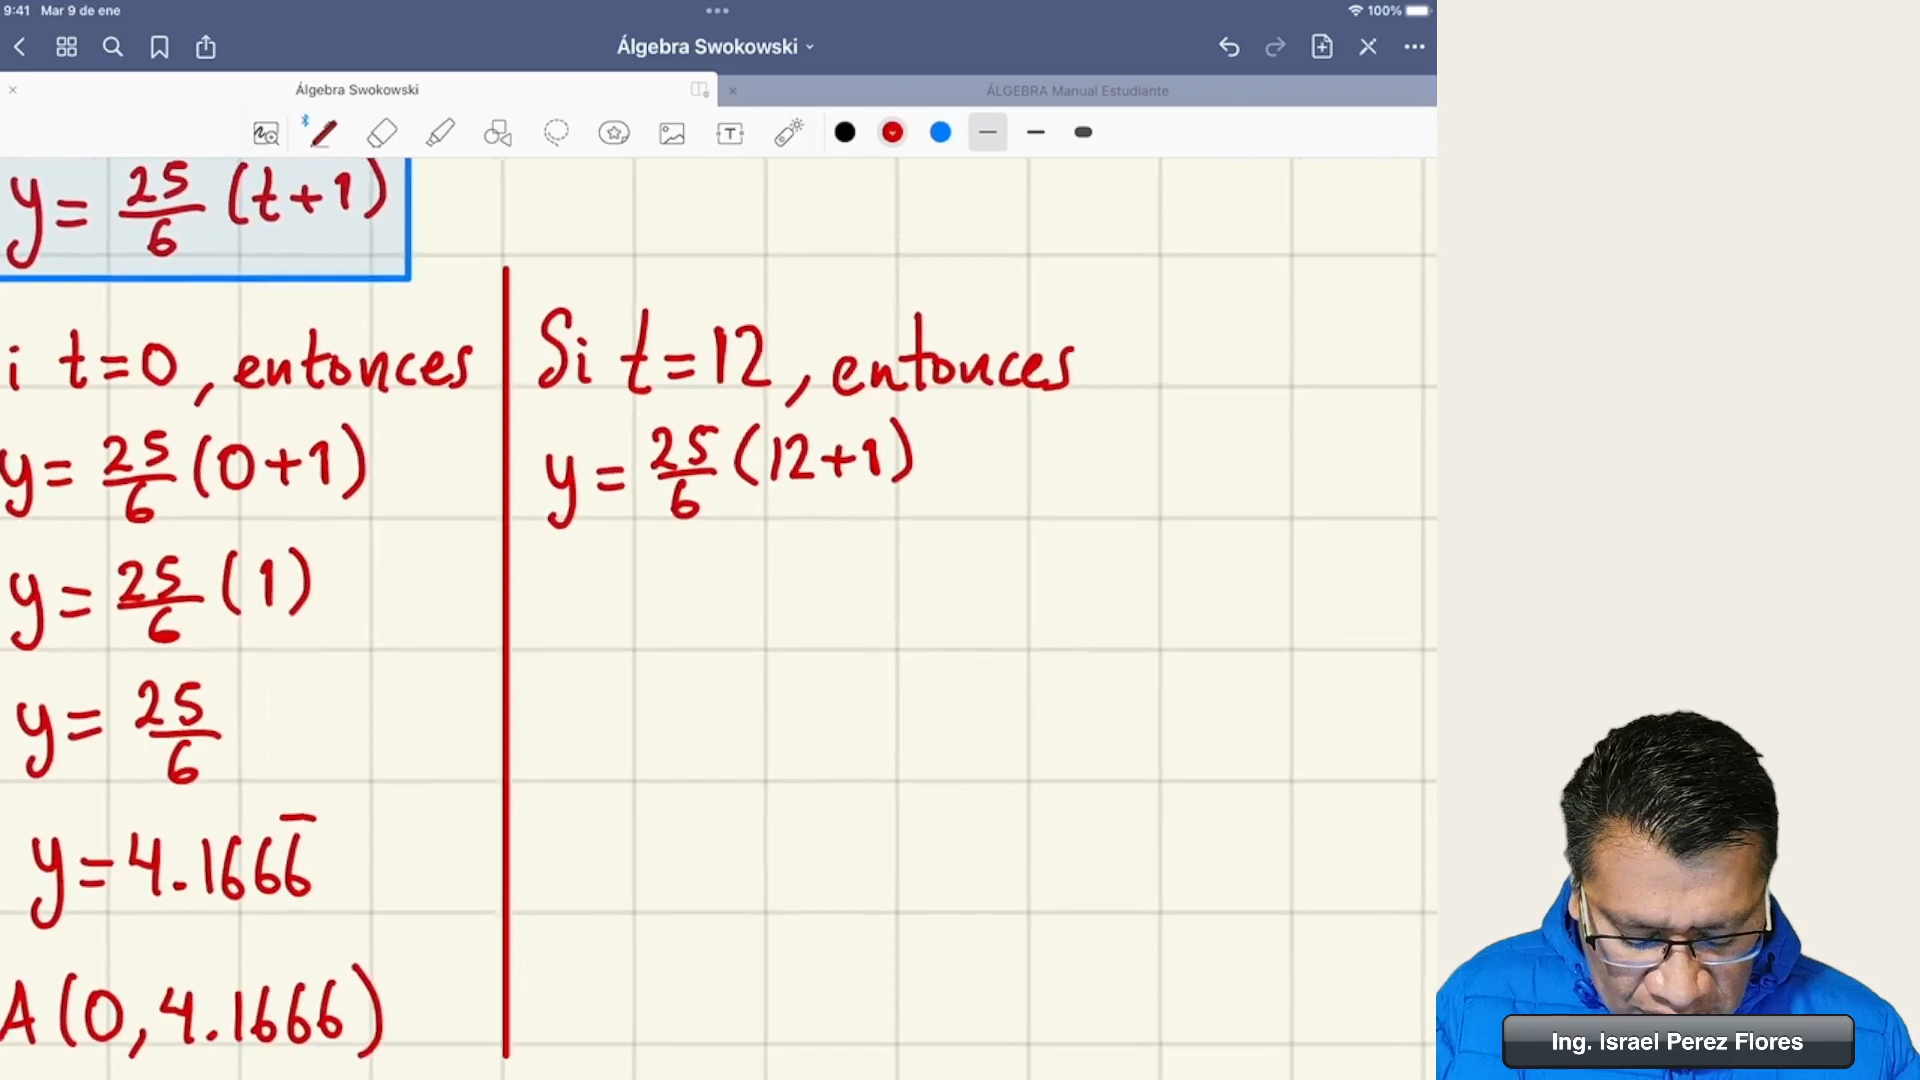 9:41 Mar 9 de ene
100%
Álgebra Swokowski
Álgebra Swokowski
ÁLGEBRA Manual Estudiante
y = 25/6 (t+1)
i t=0, entonces
y = 25/6 (0+1)
y = 25/6 (1)
y = 25/6
y = 4.1666̅
A (0, 4.1666)
Si t=12, entonces
y = 25/6 (12+1)
Ing. Israel Perez Flores